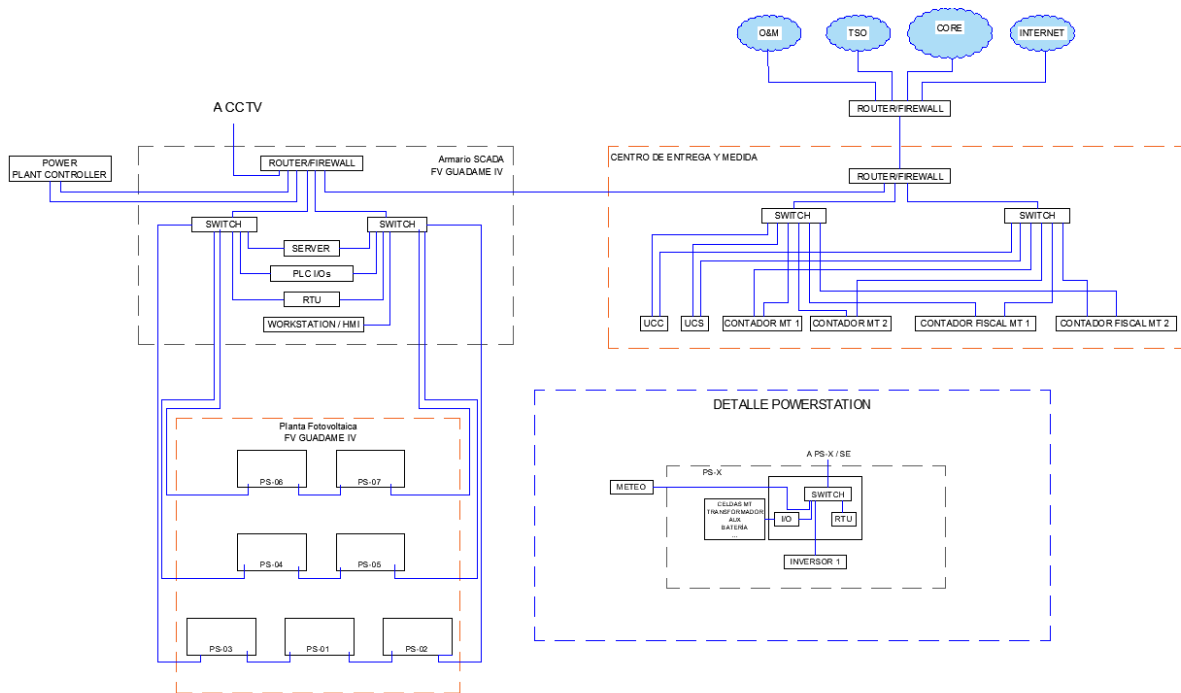 O&M
TSO
CORE
INTERNET
ROUTER/FIREWALL
A CCTV
POWER
PLANT CONTROLLER
ROUTER/FIREWALL
Armario SCADA
FV GUADAME IV
SWITCH
SWITCH
SERVER
PLC I/Os
RTU
WORKSTATION / HMI
CENTRO DE ENTREGA Y MEDIDA
ROUTER/FIREWALL
SWITCH
SWITCH
UCC
UCS
CONTADOR MT 1
CONTADOR MT 2
CONTADOR FISCAL MT 1
CONTADOR FISCAL MT 2
Planta Fotovoltaica
FV GUADAME IV
PS-06
PS-07
PS-04
PS-05
PS-03
PS-01
PS-02
DETALLE POWERSTATION
A PS-X / SE
PS-X
METEO
SWITCH
CELDAS MT
TRANSFORMADOR
AUX
BATERÍA
...
I/O
RTU
INVERSOR 1